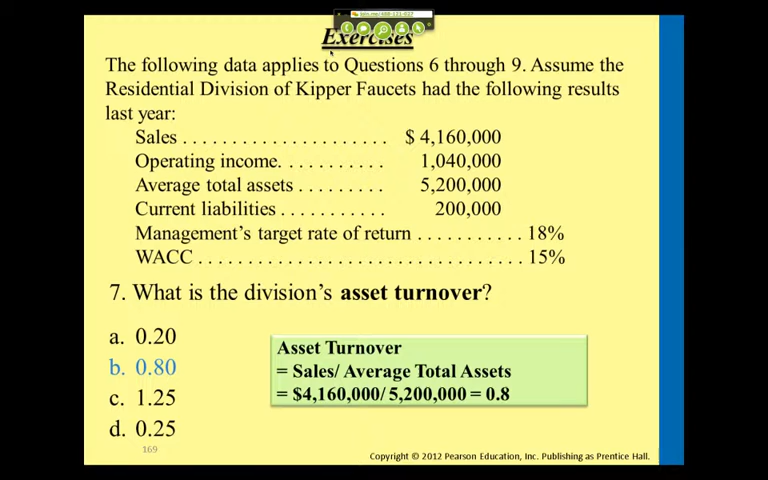 Exercises
The following data applies to Questions 6 through 9. Assume the
Residential Division of Kipper Faucets had the following results
last year:
Sales . . . . . . . . . . . . . . . . . . . . . $ 4,160,000
Operating income. . . . . . . . . . . 1,040,000
Average total assets . . . . . . . . . 5,200,000
Current liabilities . . . . . . . . . . . 200,000
Management's target rate of return . . . . . . . . . . . 18%
WACC . . . . . . . . . . . . . . . . . . . . . . . . . . . . . . . . . 15%
7. What is the division's asset turnover?
a. 0.20
b. 0.80
c. 1.25
d. 0.25
Asset Turnover
= Sales/ Average Total Assets
= $4,160,000/ 5,200,000 = 0.8
169
Copyright © 2012 Pearson Education, Inc. Publishing as Prentice Hall.